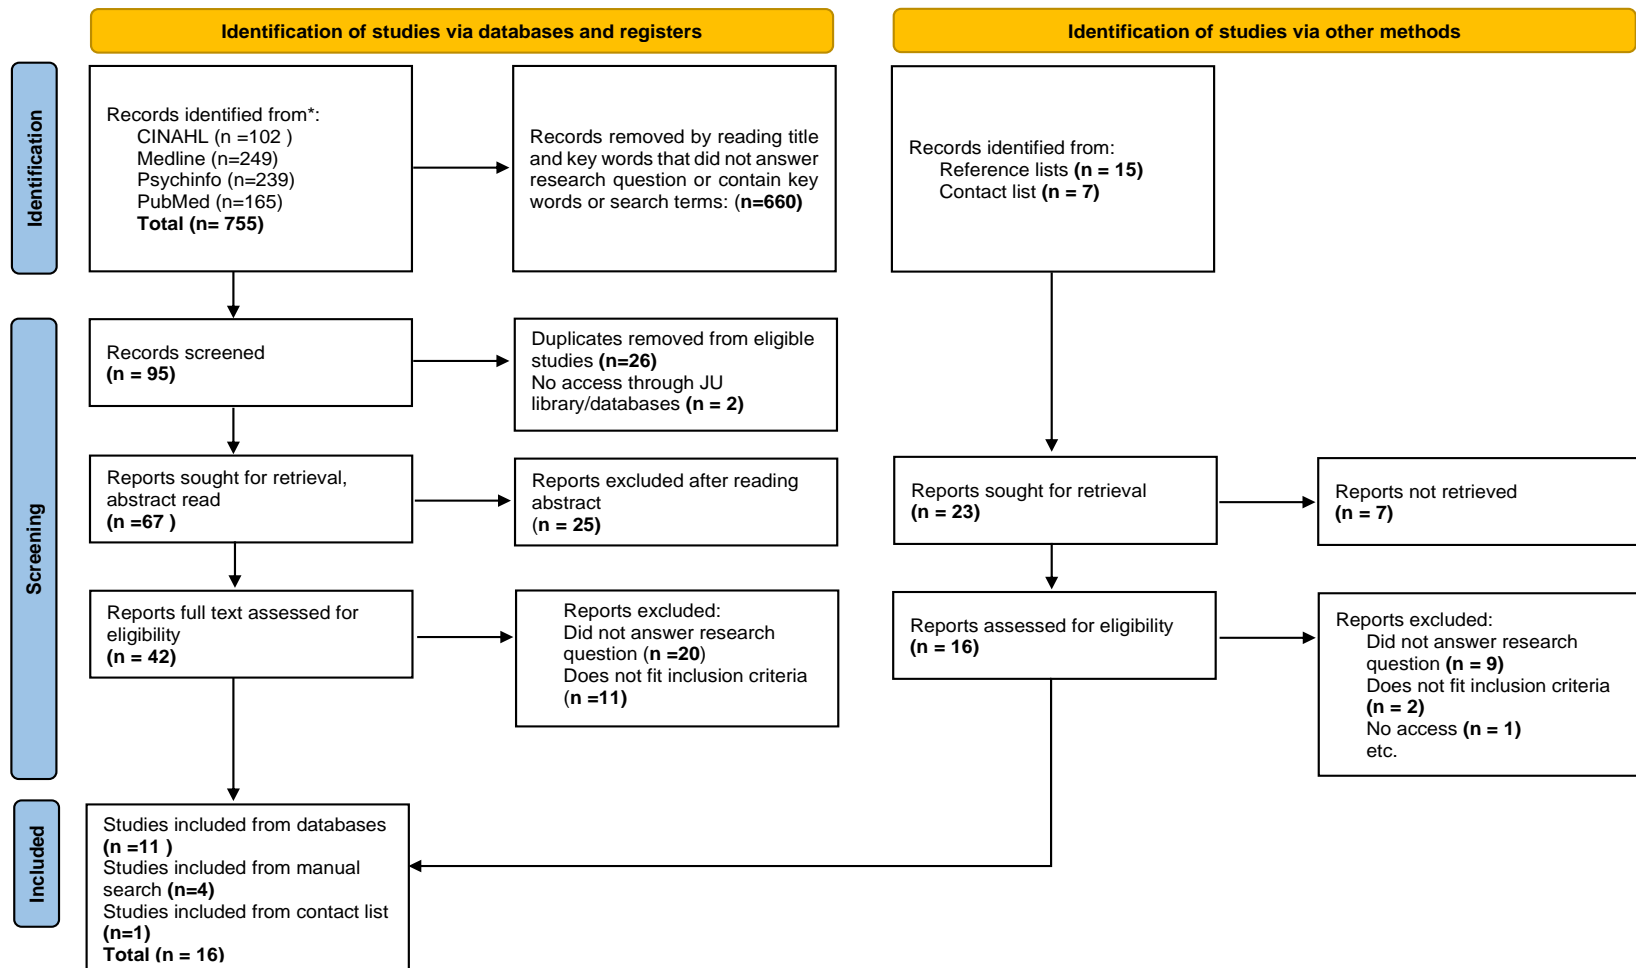 Identification of studies via databases and registers
Identification of studies via other methods
Identification
Records identified from*:
CINAHL (n =102 )
Medline (n=249)
Psychinfo (n=239)
PubMed (n=165)
Total (n= 755)
Records removed by reading title
and key words that did not answer
research question or contain key
words or search terms: (n=660)
Records identified from:
Reference lists (n = 15)
Contact list (n = 7)
Screening
Records screened
(n = 95)
Duplicates removed from eligible
studies (n=26)
No access through JU
library/databases (n = 2)
Reports sought for retrieval,
abstract read
(n =67 )
Reports excluded after reading
abstract
(n = 25)
Reports sought for retrieval
(n = 23)
Reports not retrieved
(n = 7)
Reports full text assessed for
eligibility
(n = 42)
Reports excluded:
Did not answer research
question (n =20)
Does not fit inclusion criteria
(n =11)
Reports assessed for eligibility
(n = 16)
Reports excluded:
Did not answer research
question (n = 9)
Does not fit inclusion criteria
(n = 2)
No access (n = 1)
etc.
Included
Studies included from databases
(n =11 )
Studies included from manual
search (n=4)
Studies included from contact list
(n=1)
Total (n = 16)